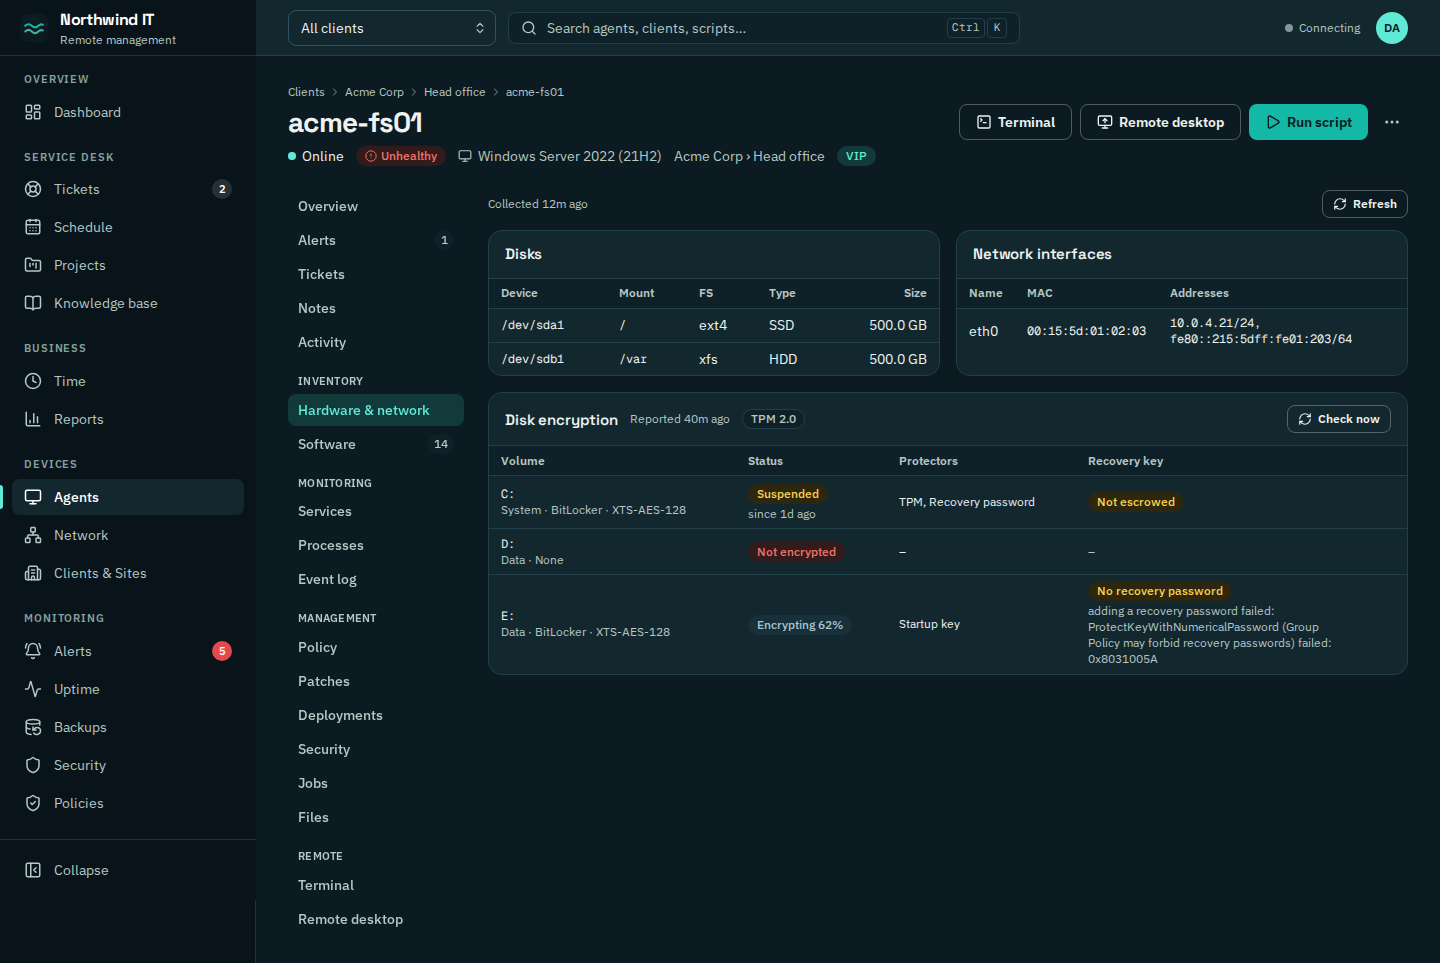 Northwind IT
Remote management
All clients
Search agents, clients, scripts...
Ctrl K
Connecting
DA
OVERVIEW
Dashboard
SERVICE DESK
Tickets 2
Schedule
Projects
Knowledge base
BUSINESS
Time
Reports
DEVICES
Agents
Network
Clients & Sites
MONITORING
Alerts 5
Uptime
Backups
Security
Policies
Collapse
Clients > Acme Corp > Head office > acme-fs01
acme-fs01
Terminal
Remote desktop
Run script
Online
Unhealthy
Windows Server 2022 (21H2)
Acme Corp › Head office
VIP
Overview
Alerts 1
Tickets
Notes
Activity
INVENTORY
Hardware & network
Software 14
MONITORING
Services
Processes
Event log
MANAGEMENT
Policy
Patches
Deployments
Security
Jobs
Files
REMOTE
Terminal
Remote desktop
Collected 12m ago
Refresh
Disks
Device Mount FS Type Size
/dev/sda1 / ext4 SSD 500.0 GB
/dev/sdb1 /var xfs HDD 500.0 GB
Network interfaces
Name MAC Addresses
eth0 00:15:5d:01:02:03 10.0.4.21/24,
fe80::215:5dff:fe01:203/64
Disk encryption Reported 40m ago TPM 2.0
Check now
Volume Status Protectors Recovery key
C:
System · BitLocker · XTS-AES-128
Suspended
since 1d ago
TPM, Recovery password
Not escrowed
D:
Data · None
Not encrypted
–
–
E:
Data · BitLocker · XTS-AES-128
Encrypting 62%
Startup key
No recovery password
adding a recovery password failed:
ProtectKeyWithNumericalPassword (Group
Policy may forbid recovery passwords) failed:
0x8031005A